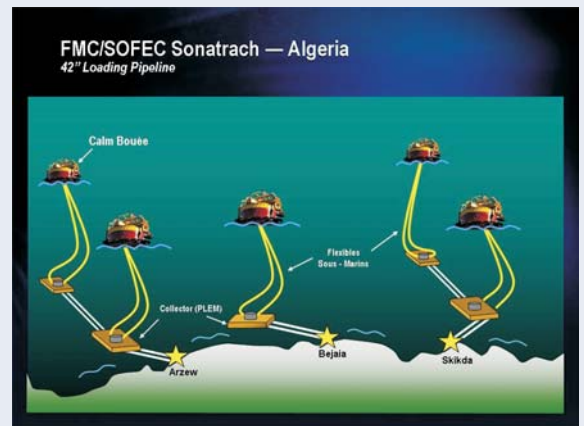 FMC/SOFEC Sonatrach — Algeria
42" Loading Pipeline
Calm Bouée
Flexibles
Sous - Marins
Collector (PLEM)
Arzew
Bejaia
Skikda